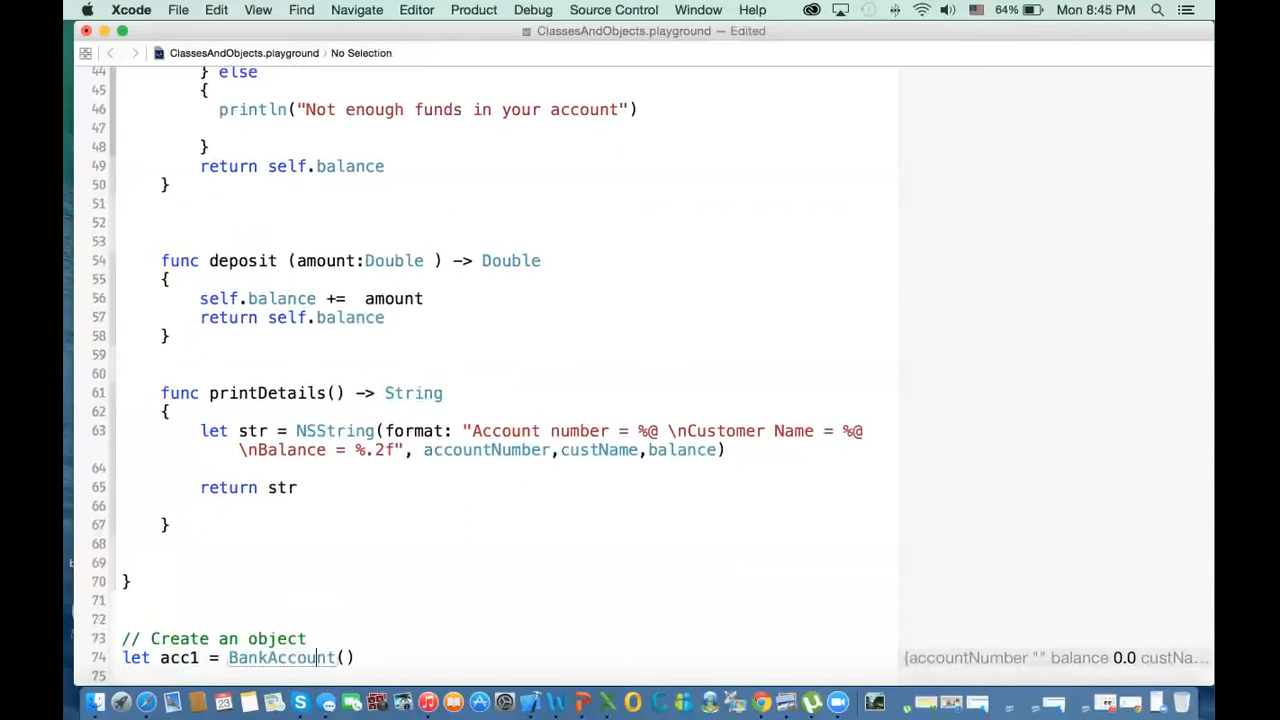 Xcode File Edit View Find Navigate Editor Product Debug Source Control Window Help 64% Mon 8:45 PM
ClassesAndObjects.playground — Edited
ClassesAndObjects.playground › No Selection
44 } else
45 {
46 println("Not enough funds in your account")
47
48 }
49 return self.balance
50 }
51
52
53
54 func deposit (amount:Double ) -> Double
55 {
56 self.balance += amount
57 return self.balance
58 }
59
60
61 func printDetails() -> String
62 {
63 let str = NSString(format: "Account number = %@ \nCustomer Name = %@
\nBalance = %.2f", accountNumber,custName,balance)
64
65 return str
66
67 }
68
69
70 }
71
72
73 // Create an object
74 let acc1 = BankAccount() {accountNumber "" balance 0.0 custNa...
75
23